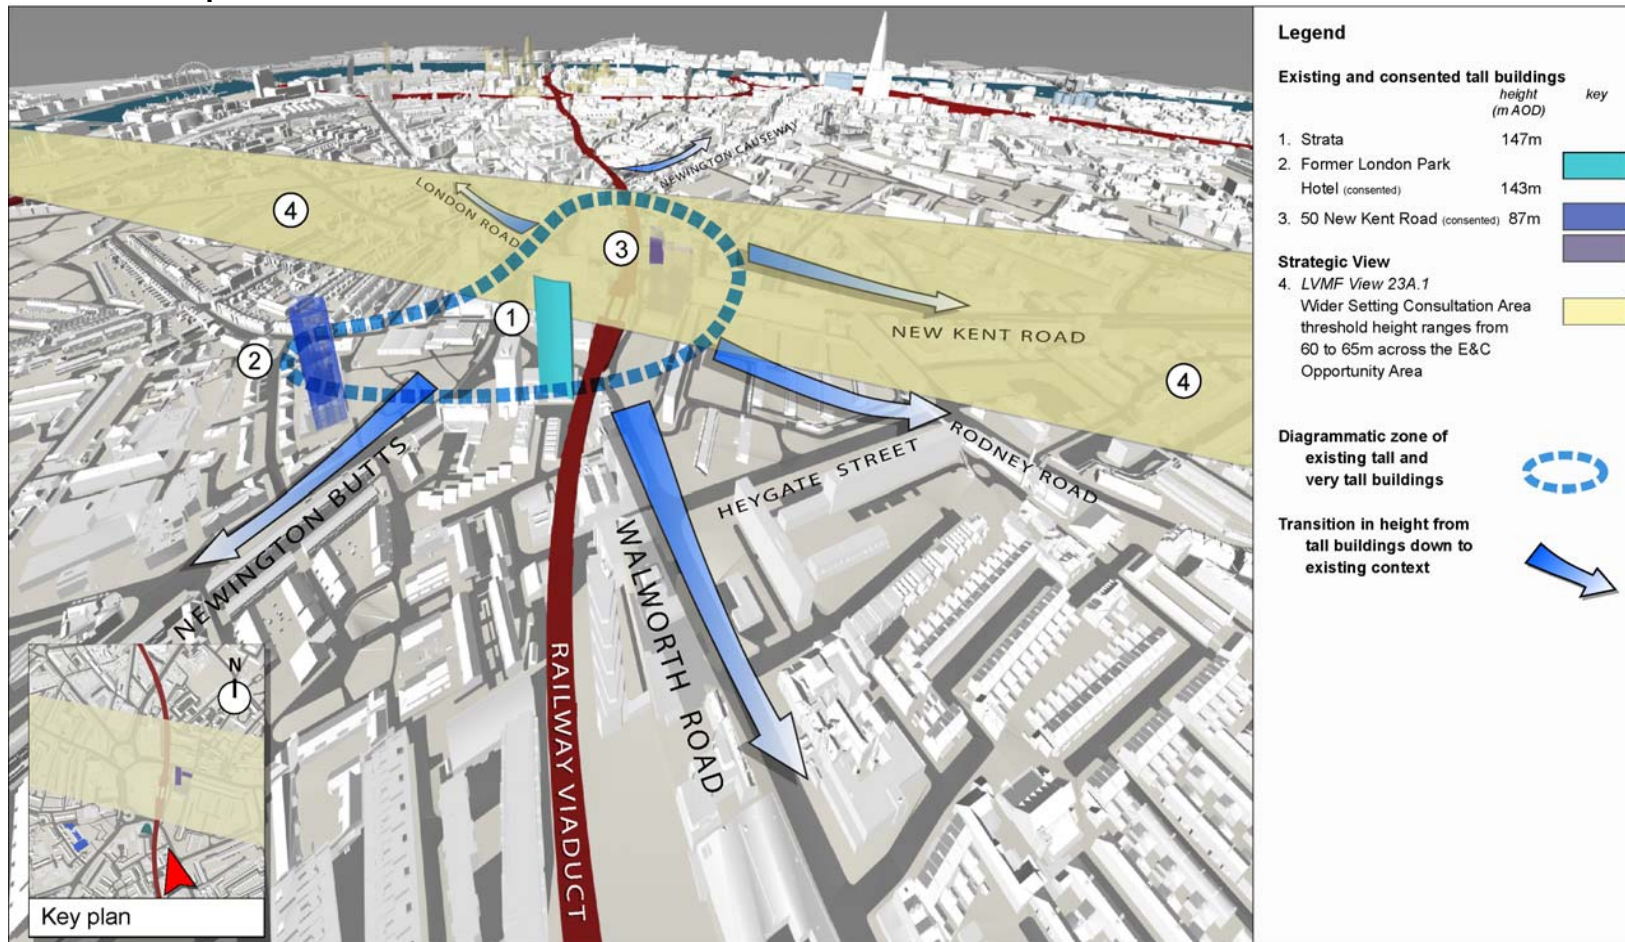 NEWINGTON CAUSEWAY
LONDON ROAD
4
3
1
2
NEW KENT ROAD
4
RODNEY ROAD
HEYGATE STREET
NEWINGTON BUTTS
WALWORTH ROAD
RAILWAY VIADUCT
N
Key plan
Legend
Existing and consented tall buildings
height key
(m AOD)
1. Strata 147m
2. Former London Park
Hotel (consented) 143m
3. 50 New Kent Road (consented) 87m
Strategic View
4. LVMF View 23A.1
Wider Setting Consultation Area
threshold height ranges from
60 to 65m across the E&C
Opportunity Area
Diagrammatic zone of
existing tall and
very tall buildings
Transition in height from
tall buildings down to
existing context